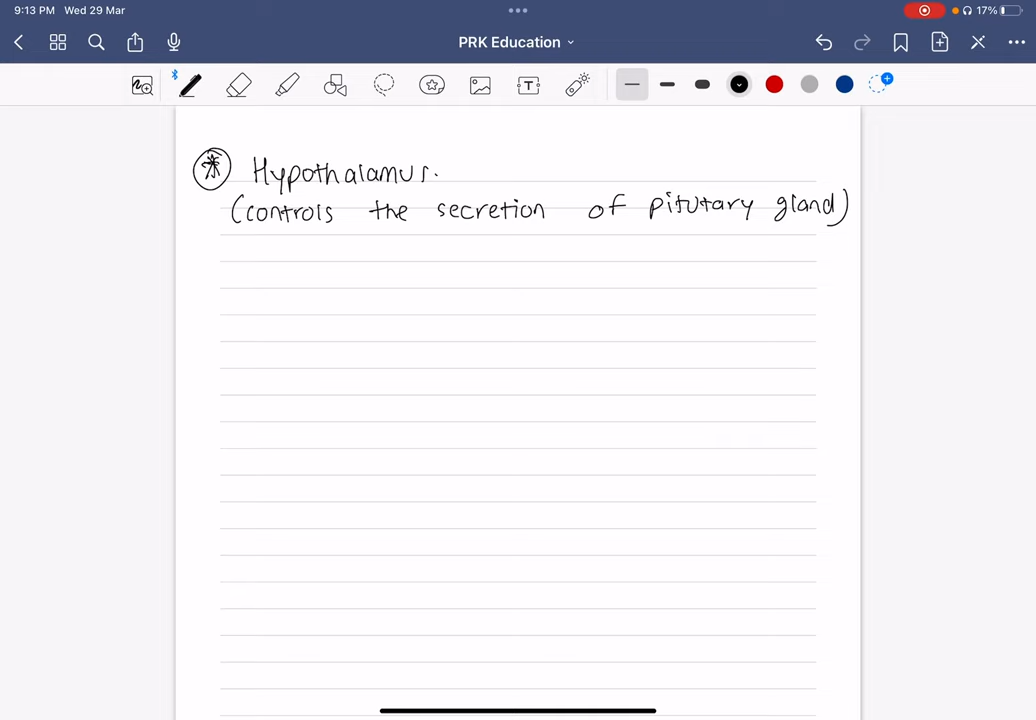 9:13 PM Wed 29 Mar 17%
PRK Education
Hypothalamus.
(controls the secretion of pitutary gland)